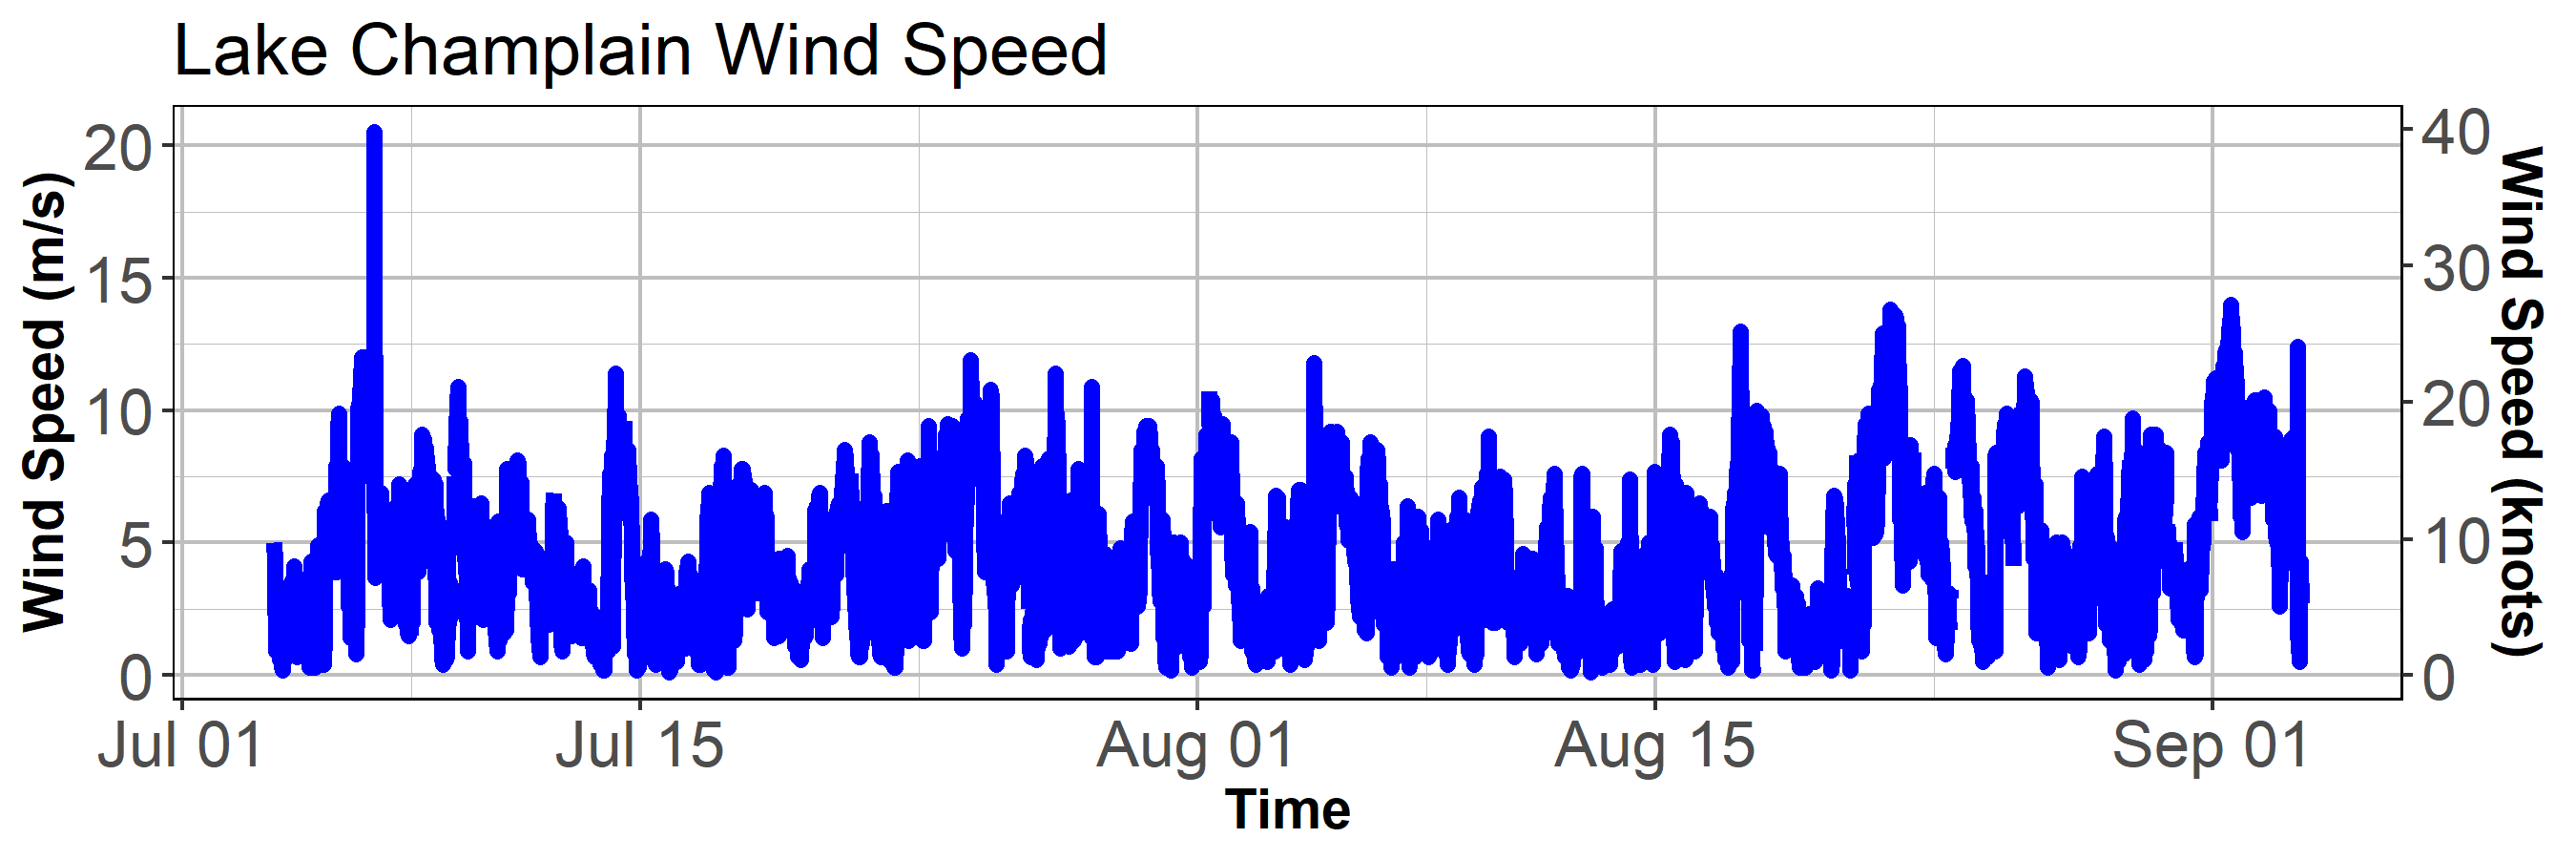 Lake Champlain Wind Speed
Wind Speed (m/s)
20
15
10
5
0
40
30
20
10
0
Wind Speed (knots)
Jul 01
Jul 15
Aug 01
Aug 15
Sep 01
Time